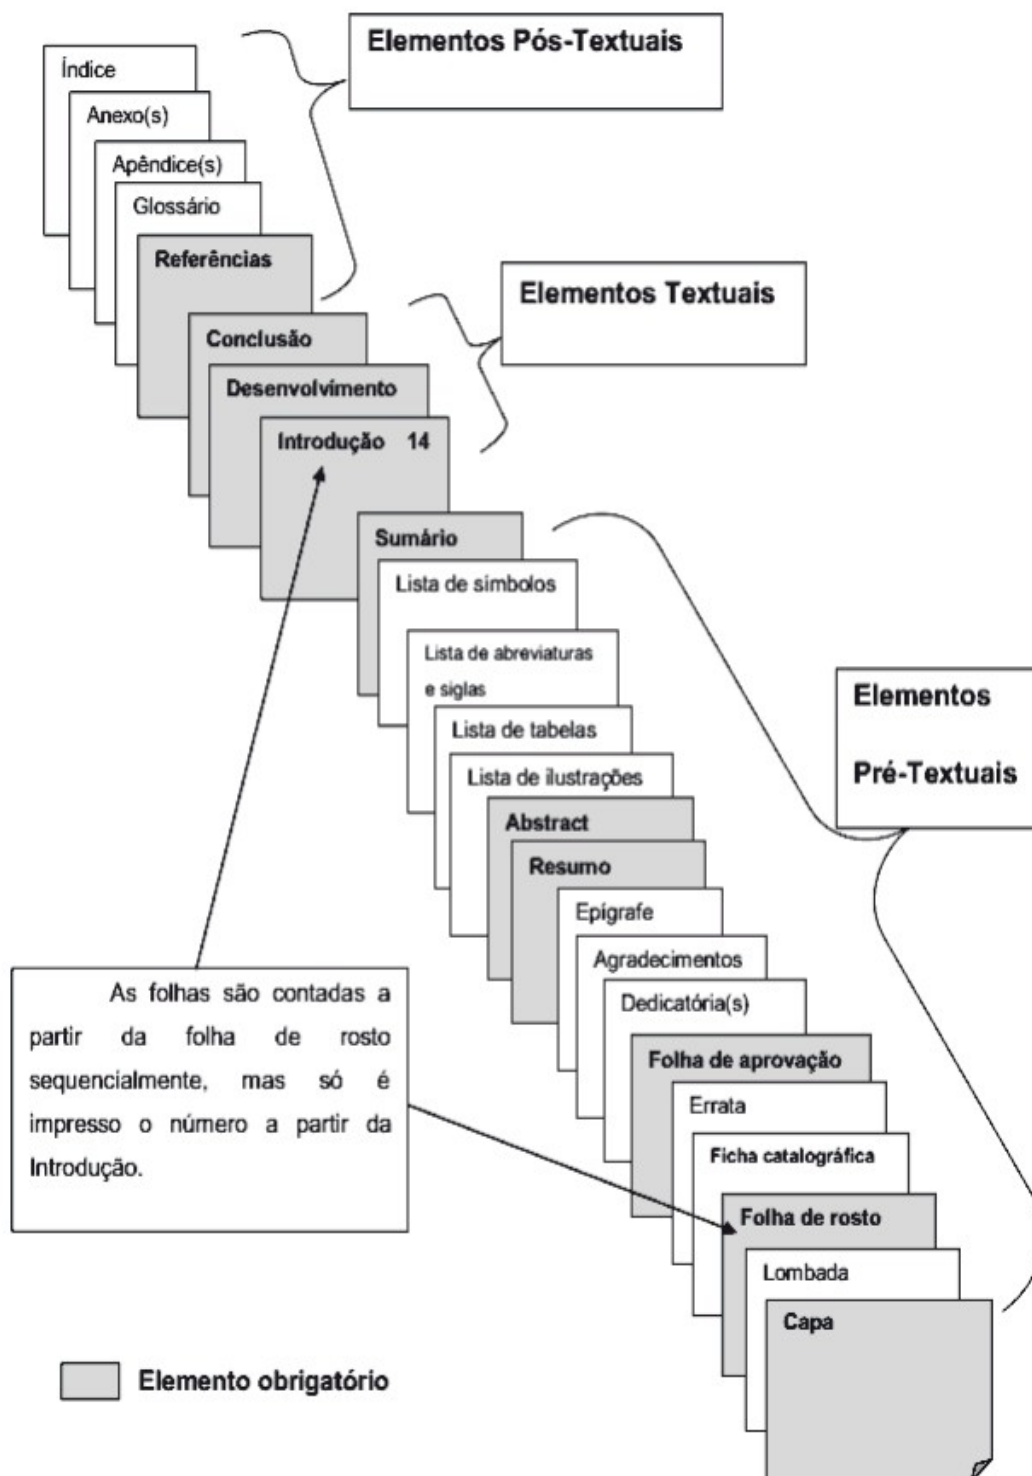 Elementos Pós-Textuais
Índice
Anexo(s)
Apêndice(s)
Glossário
Referências
Elementos Textuais
Conclusão
Desenvolvimento
Introdução 14
Sumário
Lista de símbolos
Lista de abreviaturas
e siglas
Lista de tabelas
Lista de ilustrações
Elementos
Pré-Textuais
Abstract
Resumo
Epígrafe
Agradecimentos
Dedicatória(s)
Folha de aprovação
Errata
Ficha catalográfica
Folha de rosto
Lombada
Capa
As folhas são contadas a
partir da folha de rosto
sequencialmente, mas só é
impresso o número a partir da
Introdução.
Elemento obrigatório